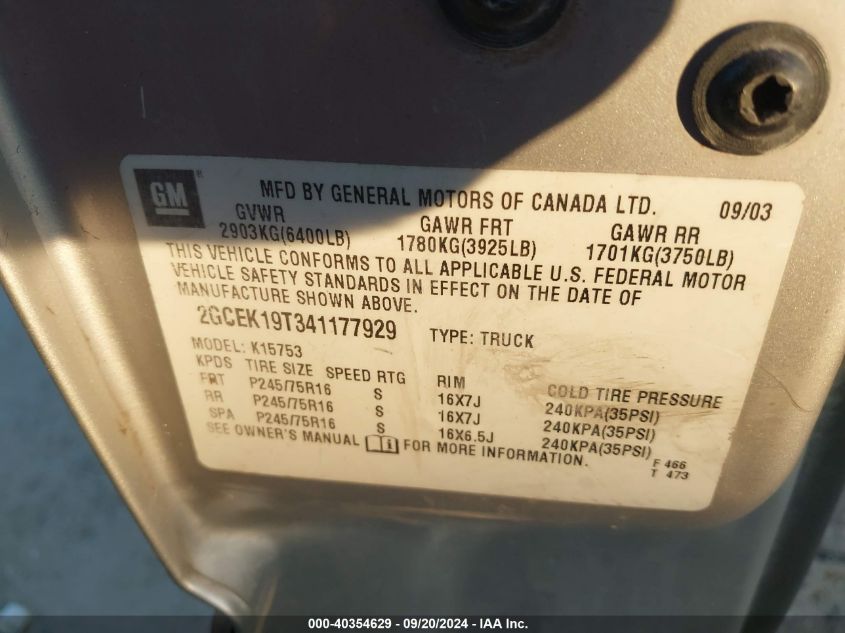 GM ®
MFD BY GENERAL MOTORS OF CANADA LTD. 09/03
GVWR GAWR FRT GAWR RR
2903KG(6400LB) 1780KG(3925LB) 1701KG(3750LB)
THIS VEHICLE CONFORMS TO ALL APPLICABLE U.S. FEDERAL MOTOR
VEHICLE SAFETY STANDARDS IN EFFECT ON THE DATE OF
MANUFACTURE SHOWN ABOVE.
2GCEK19T341177929 TYPE: TRUCK
MODEL: K15753
KPDS TIRE SIZE SPEED RTG RIM COLD TIRE PRESSURE
FRT P245/75R16 S 16X7J 240KPA(35PSI)
RR P245/75R16 S 16X7J 240KPA(35PSI)
SPA P245/75R16 S 16X6.5J 240KPA(35PSI)
SEE OWNER'S MANUAL i FOR MORE INFORMATION.
F 466
T 473
000-40354629 - 09/20/2024 - IAA Inc.